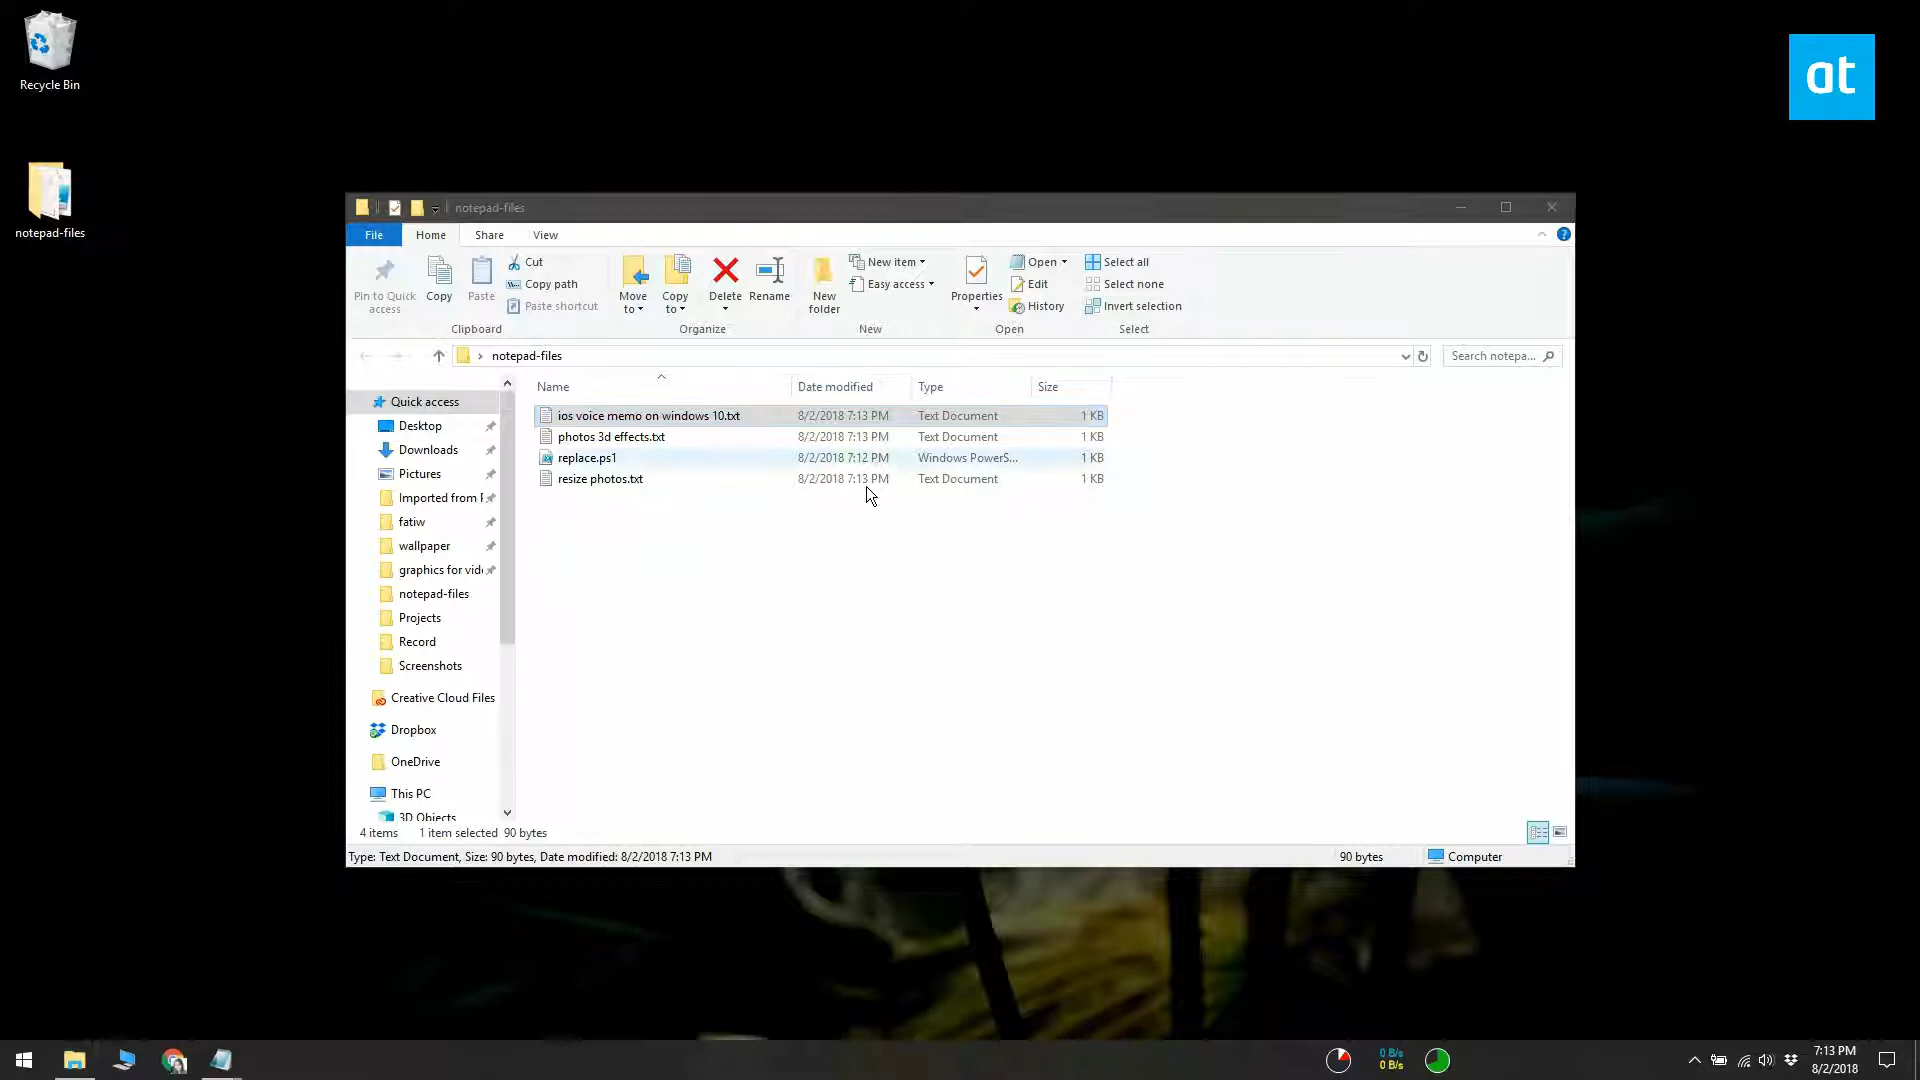 Recycle Bin
at
notepad-files
notepad-files
File Home Share View
Pin to Quick access
Copy
Paste
Cut
Copy path
Paste shortcut
Clipboard
Move to
Copy to
Delete
Rename
Organize
New folder
New item
Easy access
New
Properties
Open
Edit
History
Open
Select all
Select none
Invert selection
Select
notepad-files
Search notepa...
Name Date modified Type Size
ios voice memo on windows 10.txt 8/2/2018 7:13 PM Text Document 1 KB
photos 3d effects.txt 8/2/2018 7:13 PM Text Document 1 KB
replace.ps1 8/2/2018 7:12 PM Windows PowerS... 1 KB
resize photos.txt 8/2/2018 7:13 PM Text Document 1 KB
Quick access
Desktop
Downloads
Pictures
Imported from F
fatiw
wallpaper
graphics for vid
notepad-files
Projects
Record
Screenshots
Creative Cloud Files
Dropbox
OneDrive
This PC
3D Objects
4 items 1 item selected 90 bytes
Type: Text Document, Size: 90 bytes, Date modified: 8/2/2018 7:13 PM 90 bytes Computer
0 B/s
0 B/s
7:13 PM
8/2/2018